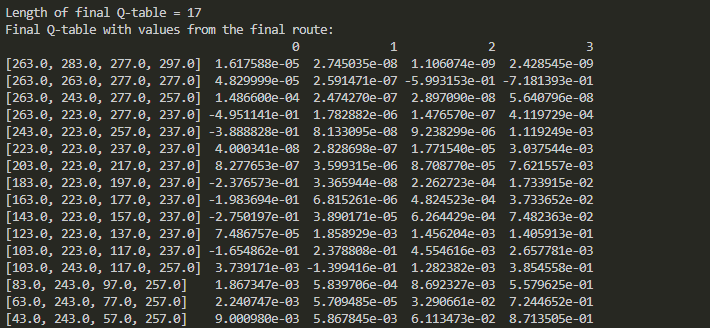 Length of final Q-table = 17
Final Q-table with values from the final route:
0 1 2 3
[263.0, 283.0, 277.0, 297.0] 1.617588e-05 2.745035e-08 1.106074e-09 2.428545e-09
[263.0, 263.0, 277.0, 277.0] 4.829999e-05 2.591471e-07 -5.993153e-01 -7.181393e-01
[263.0, 243.0, 277.0, 257.0] 1.486600e-04 2.474270e-07 2.897090e-08 5.640796e-08
[263.0, 223.0, 277.0, 237.0] -4.951141e-01 1.782882e-06 1.476570e-07 4.119729e-04
[243.0, 223.0, 257.0, 237.0] -3.888828e-01 8.133095e-08 9.238299e-06 1.119249e-03
[223.0, 223.0, 237.0, 237.0] 4.000341e-08 2.828698e-07 1.771540e-05 3.037544e-03
[203.0, 223.0, 217.0, 237.0] 8.277653e-07 3.599315e-06 8.708770e-05 7.621557e-03
[183.0, 223.0, 197.0, 237.0] -2.376573e-01 3.365944e-08 2.262723e-04 1.733915e-02
[163.0, 223.0, 177.0, 237.0] -1.983694e-01 6.815261e-06 4.824523e-04 3.733652e-02
[143.0, 223.0, 157.0, 237.0] -2.750197e-01 3.890171e-05 6.264429e-04 7.482363e-02
[123.0, 223.0, 137.0, 237.0] 7.486757e-05 1.858929e-03 1.456204e-03 1.405913e-01
[103.0, 223.0, 117.0, 237.0] -1.654862e-01 2.378808e-01 4.554616e-03 2.657781e-03
[103.0, 243.0, 117.0, 257.0] 3.739171e-03 -1.399416e-01 1.282382e-03 3.854558e-01
[83.0, 243.0, 97.0, 257.0] 1.867347e-03 5.839706e-04 8.692327e-03 5.579625e-01
[63.0, 243.0, 77.0, 257.0] 2.240747e-03 5.709485e-05 3.290661e-02 7.244652e-01
[43.0, 243.0, 57.0, 257.0] 9.000980e-03 5.867845e-03 6.113473e-02 8.713505e-01